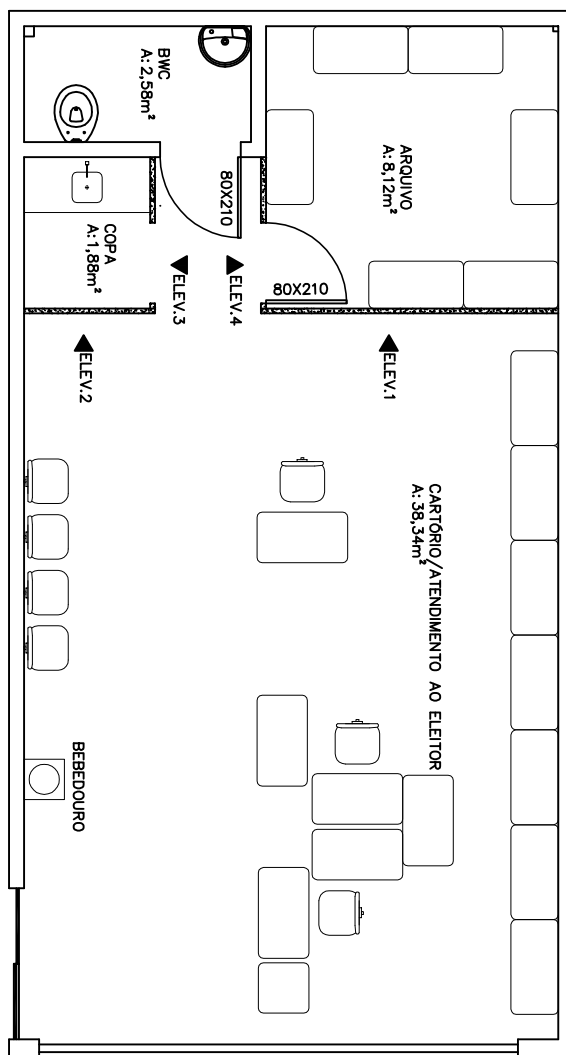 BWC
A: 2,58m²
ARQUIVO
A: 8,12m²
80X210
80X210
COPA
A: 1,88m²
ELEV.3
ELEV.4
ELEV.2
ELEV.1
CARTÓRIO/ATENDIMENTO AO ELEITOR
A: 38,34m²
BEBEDOURO